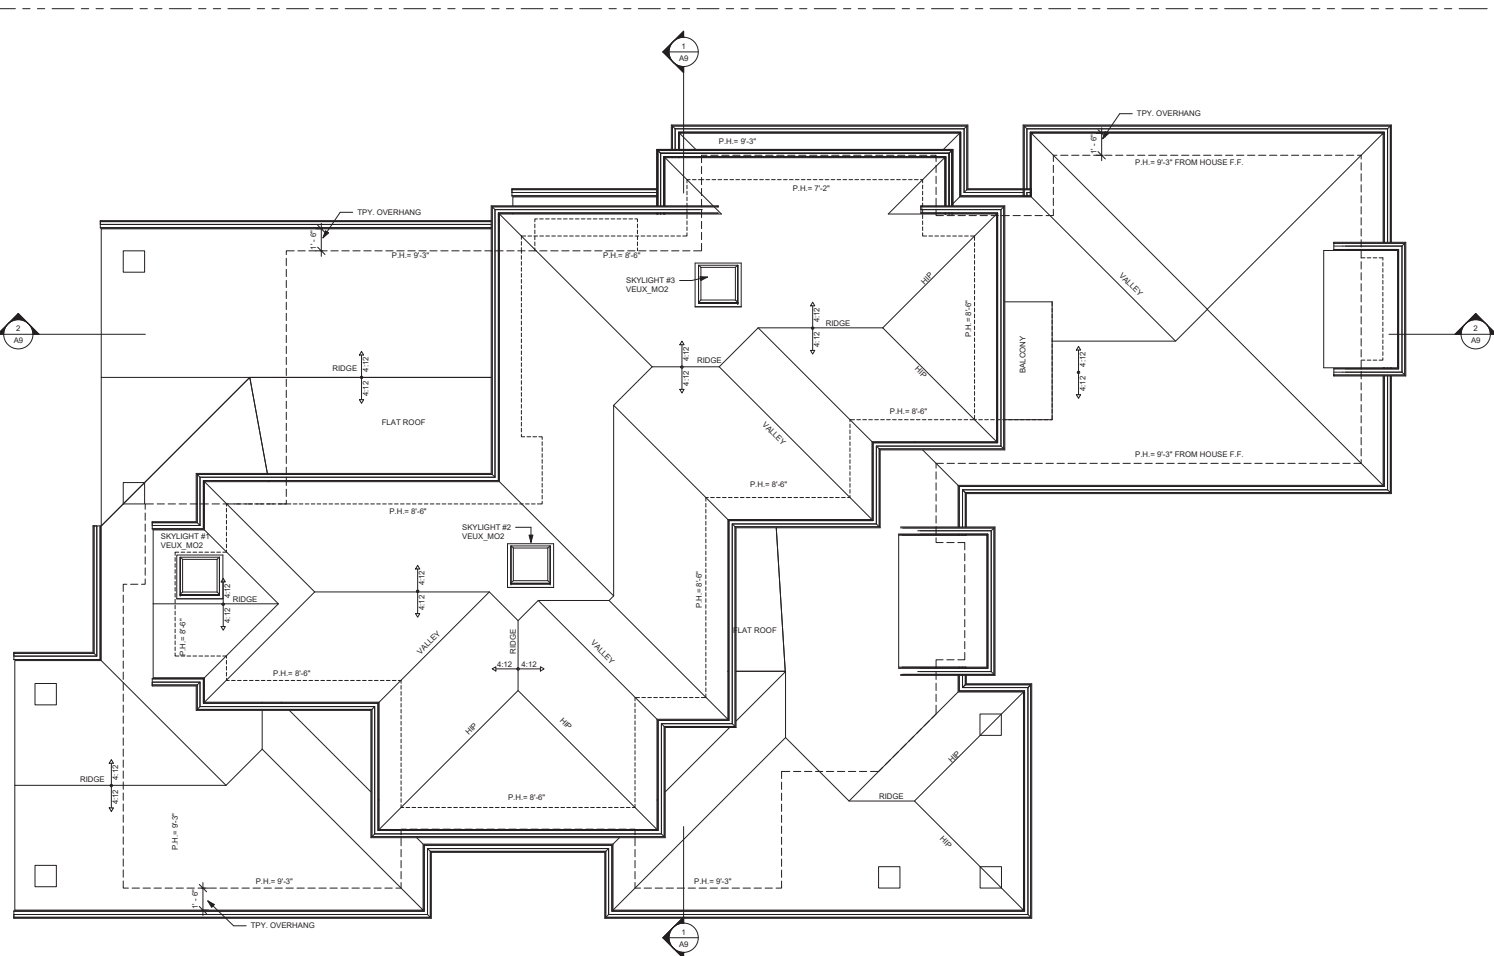 1
A9
TPY. OVERHANG
P.H.= 9'-3"
1' - 6"
P.H.= 9'-3" FROM HOUSE F.F.
P.H.= 7'-2"
TPY. OVERHANG
1' - 6"
P.H.= 9'-3"
P.H.= 8'-6"
SKYLIGHT #3
VEUX_MO2
HIP
VALLEY
P.H.= 8'-6"
2
A9
4:12
RIDGE
4:12
2
A9
RIDGE
4:12
4:12
4:12
RIDGE
4:12
BALCONY
4:12
4:12
HIP
FLAT ROOF
P.H.= 8'-6"
VALLEY
P.H.= 9'-3" FROM HOUSE F.F.
P.H.= 8'-6"
P.H.= 8'-6"
SKYLIGHT #2
VEUX_MO2
SKYLIGHT #1
VEUX_MO2
4:12
RIDGE
4:12
4:12
4:12
P.H.= 8'-6"
P.H.= 8'-6"
VALLEY
RIDGE
VALLEY
FLAT ROOF
4:12
4:12
P.H.= 8'-6"
HIP
HIP
HIP
RIDGE
4:12
4:12
P.H.= 8'-6"
RIDGE
P.H.= 9'-3"
HIP
P.H.= 9'-3"
1' - 6"
P.H.= 9'-3"
TPY. OVERHANG
1
A9